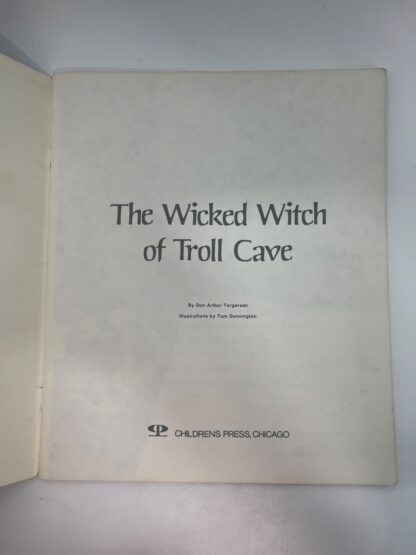 The Wicked Witch
of Troll Cave
By Don Arthur Torgersen
Illustrations by Tom Dunnington
CHILDRENS PRESS, CHICAGO